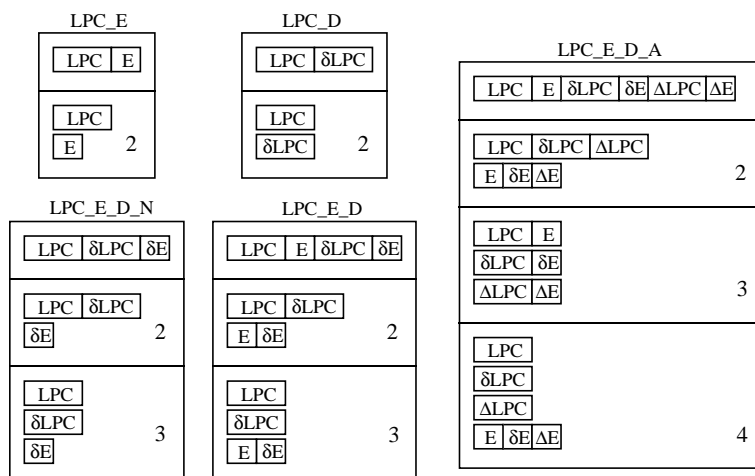 LPC_E
LPC E
LPC
E 2
LPC_D
LPC δLPC
LPC
δLPC 2
LPC_E_D_A
LPC E δLPC δE ΔLPC ΔE
LPC δLPC ΔLPC
E δE ΔE 2
LPC E
δLPC δE
ΔLPC ΔE 3
LPC
δLPC
ΔLPC
E δE ΔE 4
LPC_E_D_N
LPC δLPC δE
LPC δLPC
δE 2
LPC
δLPC
δE 3
LPC_E_D
LPC E δLPC δE
LPC δLPC
E δE 2
LPC
δLPC
E δE 3